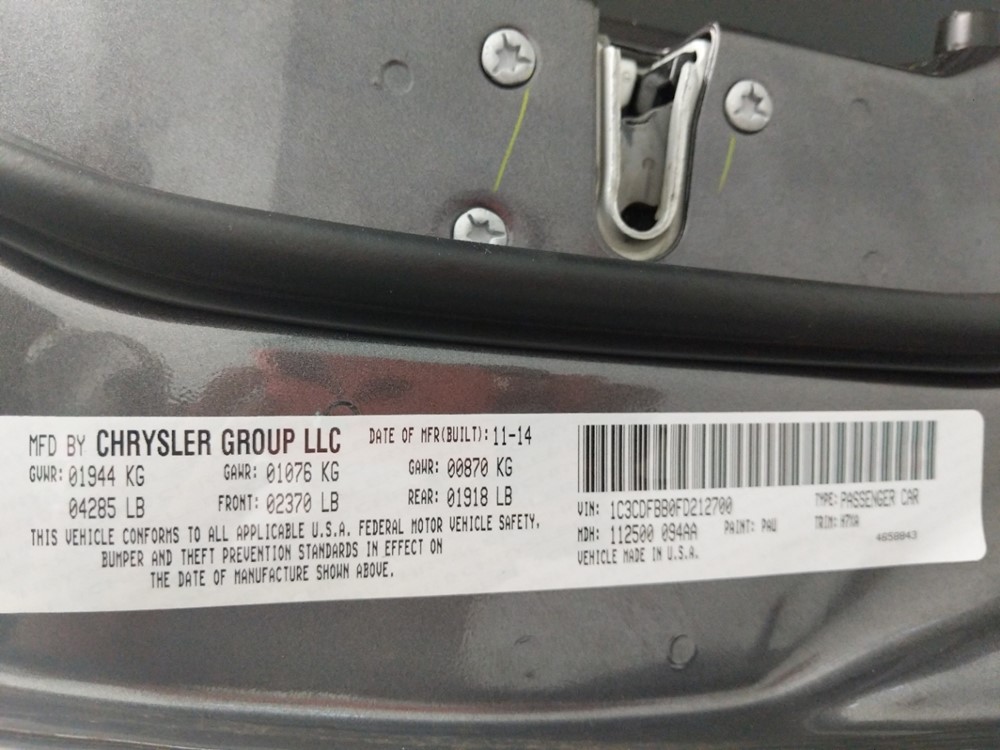 MFD BY CHRYSLER GROUP LLC DATE OF MFR(BUILT): 11-14
GVWR: 01944 KG GAWR: 01076 KG GAWR: 00870 KG
04285 LB FRONT: 02370 LB REAR: 01918 LB
THIS VEHICLE CONFORMS TO ALL APPLICABLE U.S.A. FEDERAL MOTOR VEHICLE SAFETY,
BUMPER AND THEFT PREVENTION STANDARDS IN EFFECT ON
THE DATE OF MANUFACTURE SHOWN ABOVE.
VIN: 1C3CDFBB0FD212700 TYPE: PASSENGER CAR
MDH: 112500 094AA PAINT: PAU TRIM: H7XA
VEHICLE MADE IN U.S.A. 4658643